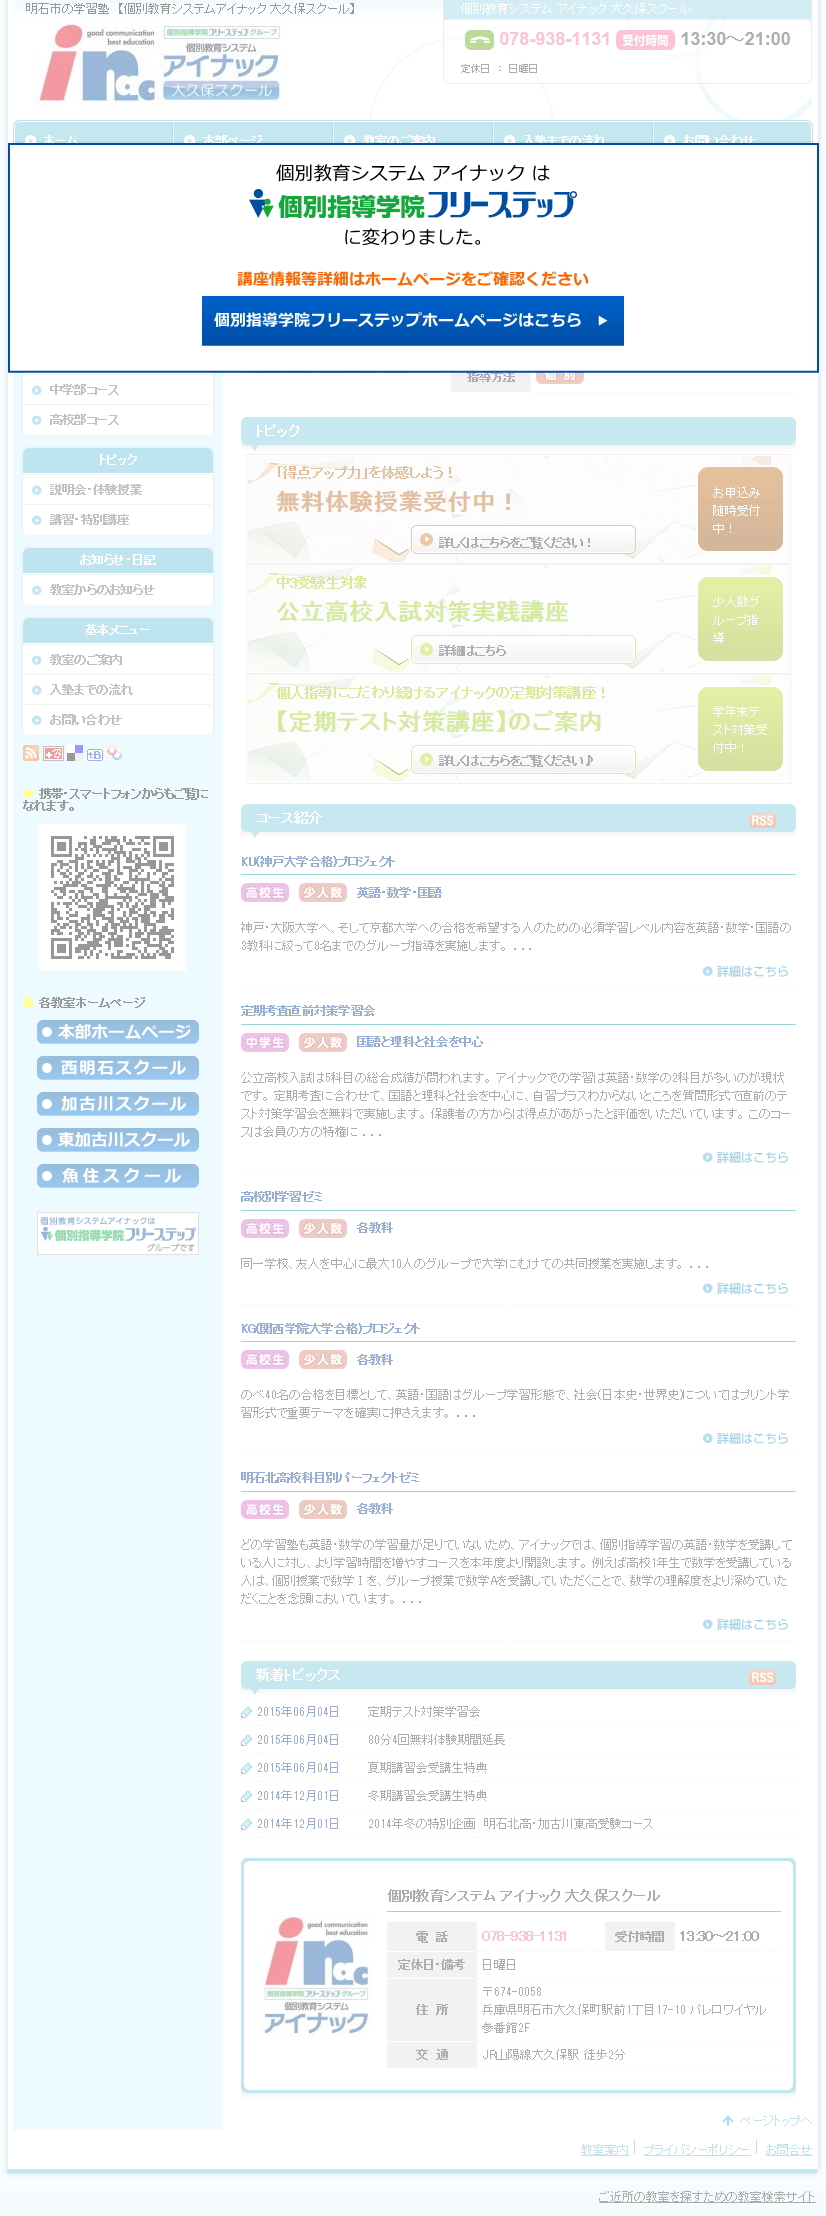 明石市の学習塾 【個別教育システムアイナック 大久保スクール】
個別教育システム アイナック 大久保スクール
good communication
best education
inac
個別指導学院フリーステップグループ
個別教育システム
アイナック
大久保スクール
078-938-1131 受付時間 13:30～21:00
定休日 ： 日曜日
ホーム 本部ページ 教室のご案内 入塾までの流れ お問い合わせ
個別教育システム アイナック は
個別指導学院フリーステップ
に変わりました。
講座情報等詳細はホームページをご確認ください
個別指導学院フリーステップホームページはこちら
指導方法 個 別
中学部コース
高校部コース
トピック
説明会・体験授業
講習・特別講座
お知らせ・日記
教室からのお知らせ
基本メニュー
教室のご案内
入塾までの流れ
お問い合わせ
携帯・スマートフォンからもご覧に
なれます。
各教室ホームページ
本部ホームページ
西明石スクール
加古川スクール
東加古川スクール
魚住スクール
個別教育システムアイナックは
個別指導学院フリーステップ
グループです
トピック
「得点アップ力」を体感しよう！
無料体験授業受付中！
詳しくはこちらをご覧ください！
お申込み
随時受付
中！
中3受験生対象
公立高校入試対策実践講座
詳細はこちら
少人数グ
ループ指
導
個人指導にこだわり続けるアイナックの定期対策講座！
【定期テスト対策講座】のご案内
詳しくはこちらをご覧ください♪
学年末テ
スト対策受
付中！
コース紹介 RSS
KU(神戸大学合格)プロジェクト
高校生 少人数 英語・数学・国語
神戸・大阪大学へ、そして京都大学への合格を希望する人のための必須学習レベル内容を英語・数学・国語の
3教科に絞って8名までのグループ指導を実施します。 . . .
詳細はこちら
定期考査直前対策学習会
中学生 少人数 国語と理科と社会を中心
公立高校入試は5科目の総合成績が問われます。 アイナックでの学習は英語・数学の2科目が多いのが現状
です。 定期考査に合わせて、国語と理科と社会を中心に、自習プラスわからないところを質問形式で直前のテ
スト対策学習会を無料で実施します。 保護者の方からは得点があがったと評価をいただいています。 このコー
スは会員の方の特権に . . .
詳細はこちら
高校別学習ゼミ
高校生 少人数 各教科
同一学校、友人を中心に最大10人のグループで大学にむけての共同授業を実施します。 . . .
詳細はこちら
KG(関西学院大学合格)プロジェクト
高校生 少人数 各教科
のべ40名の合格を目標として、英語・国語はグループ学習形態で、社会(日本史・世界史)についてはプリント学
習形式で重要テーマを確実に押さえます。 . . .
詳細はこちら
明石北高校科目別パーフェクトゼミ
高校生 少人数 各教科
どの学習塾も英語・数学の学習量が足りていないため、アイナックでは、個別指導学習の英語・数学を受講して
いる人に対し、より学習時間を増やすコースを本年度より開設します。 例えば高校1年生で数学を受講している
人は、個別授業で数学Ⅰを、グループ授業で数学Aを受講していただくことで、数学の理解度をより深めていた
だくことを念頭においています。 . . .
詳細はこちら
新着トピックス RSS
2015年06月04日 定期テスト対策学習会
2015年06月04日 80分4回無料体験期間延長
2015年06月04日 夏期講習会受講生特典
2014年12月01日 冬期講習会受講生特典
2014年12月01日 2014年冬の特別企画 明石北高・加古川東高受験コース
good communication
best education
inac
個別指導学院フリーステップグループ
個別教育システム
アイナック
個別教育システム アイナック 大久保スクール
電 話 078-938-1131 受付時間 13:30～21:00
定休日・備考 日曜日
住 所 〒674-0058
兵庫県明石市大久保町駅前1丁目17-10 パレロワイヤル
参番館2F
交 通 JR山陽線大久保駅 徒歩2分
ページトップへ
教室案内 プライバシーポリシー お問合せ
ご近所の教室を探すための教室検索サイト